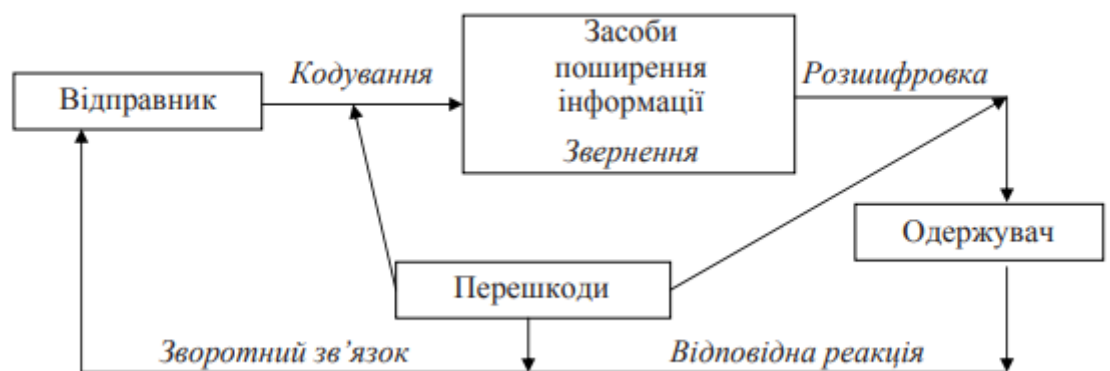 Засоби
поширення
інформації
Звернення
Кодування
Розшифровка
Відправник
Одержувач
Перешкоди
Зворотний зв’язок
Відповідна реакція